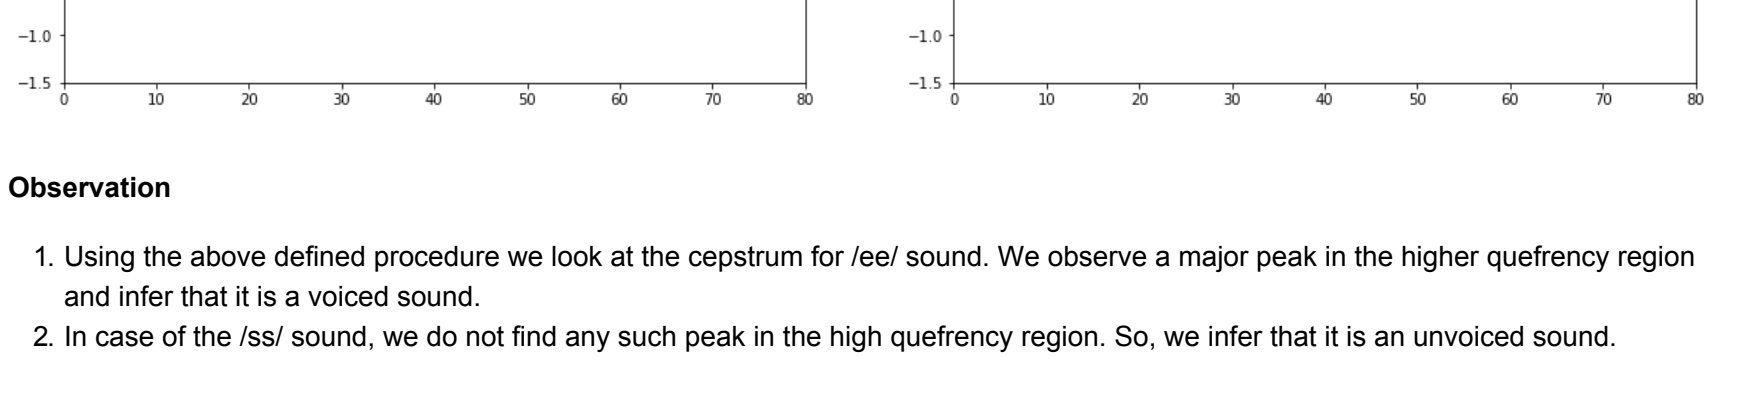 −1.0 −1.0
−1.5 −1.5
0 10 20 30 40 50 60 70 80 0 10 20 30 40 50 60 70 80
Observation
1. Using the above defined procedure we look at the cepstrum for /ee/ sound. We observe a major peak in the higher quefrency region
and infer that it is a voiced sound.
2. In case of the /ss/ sound, we do not find any such peak in the high quefrency region. So, we infer that it is an unvoiced sound.